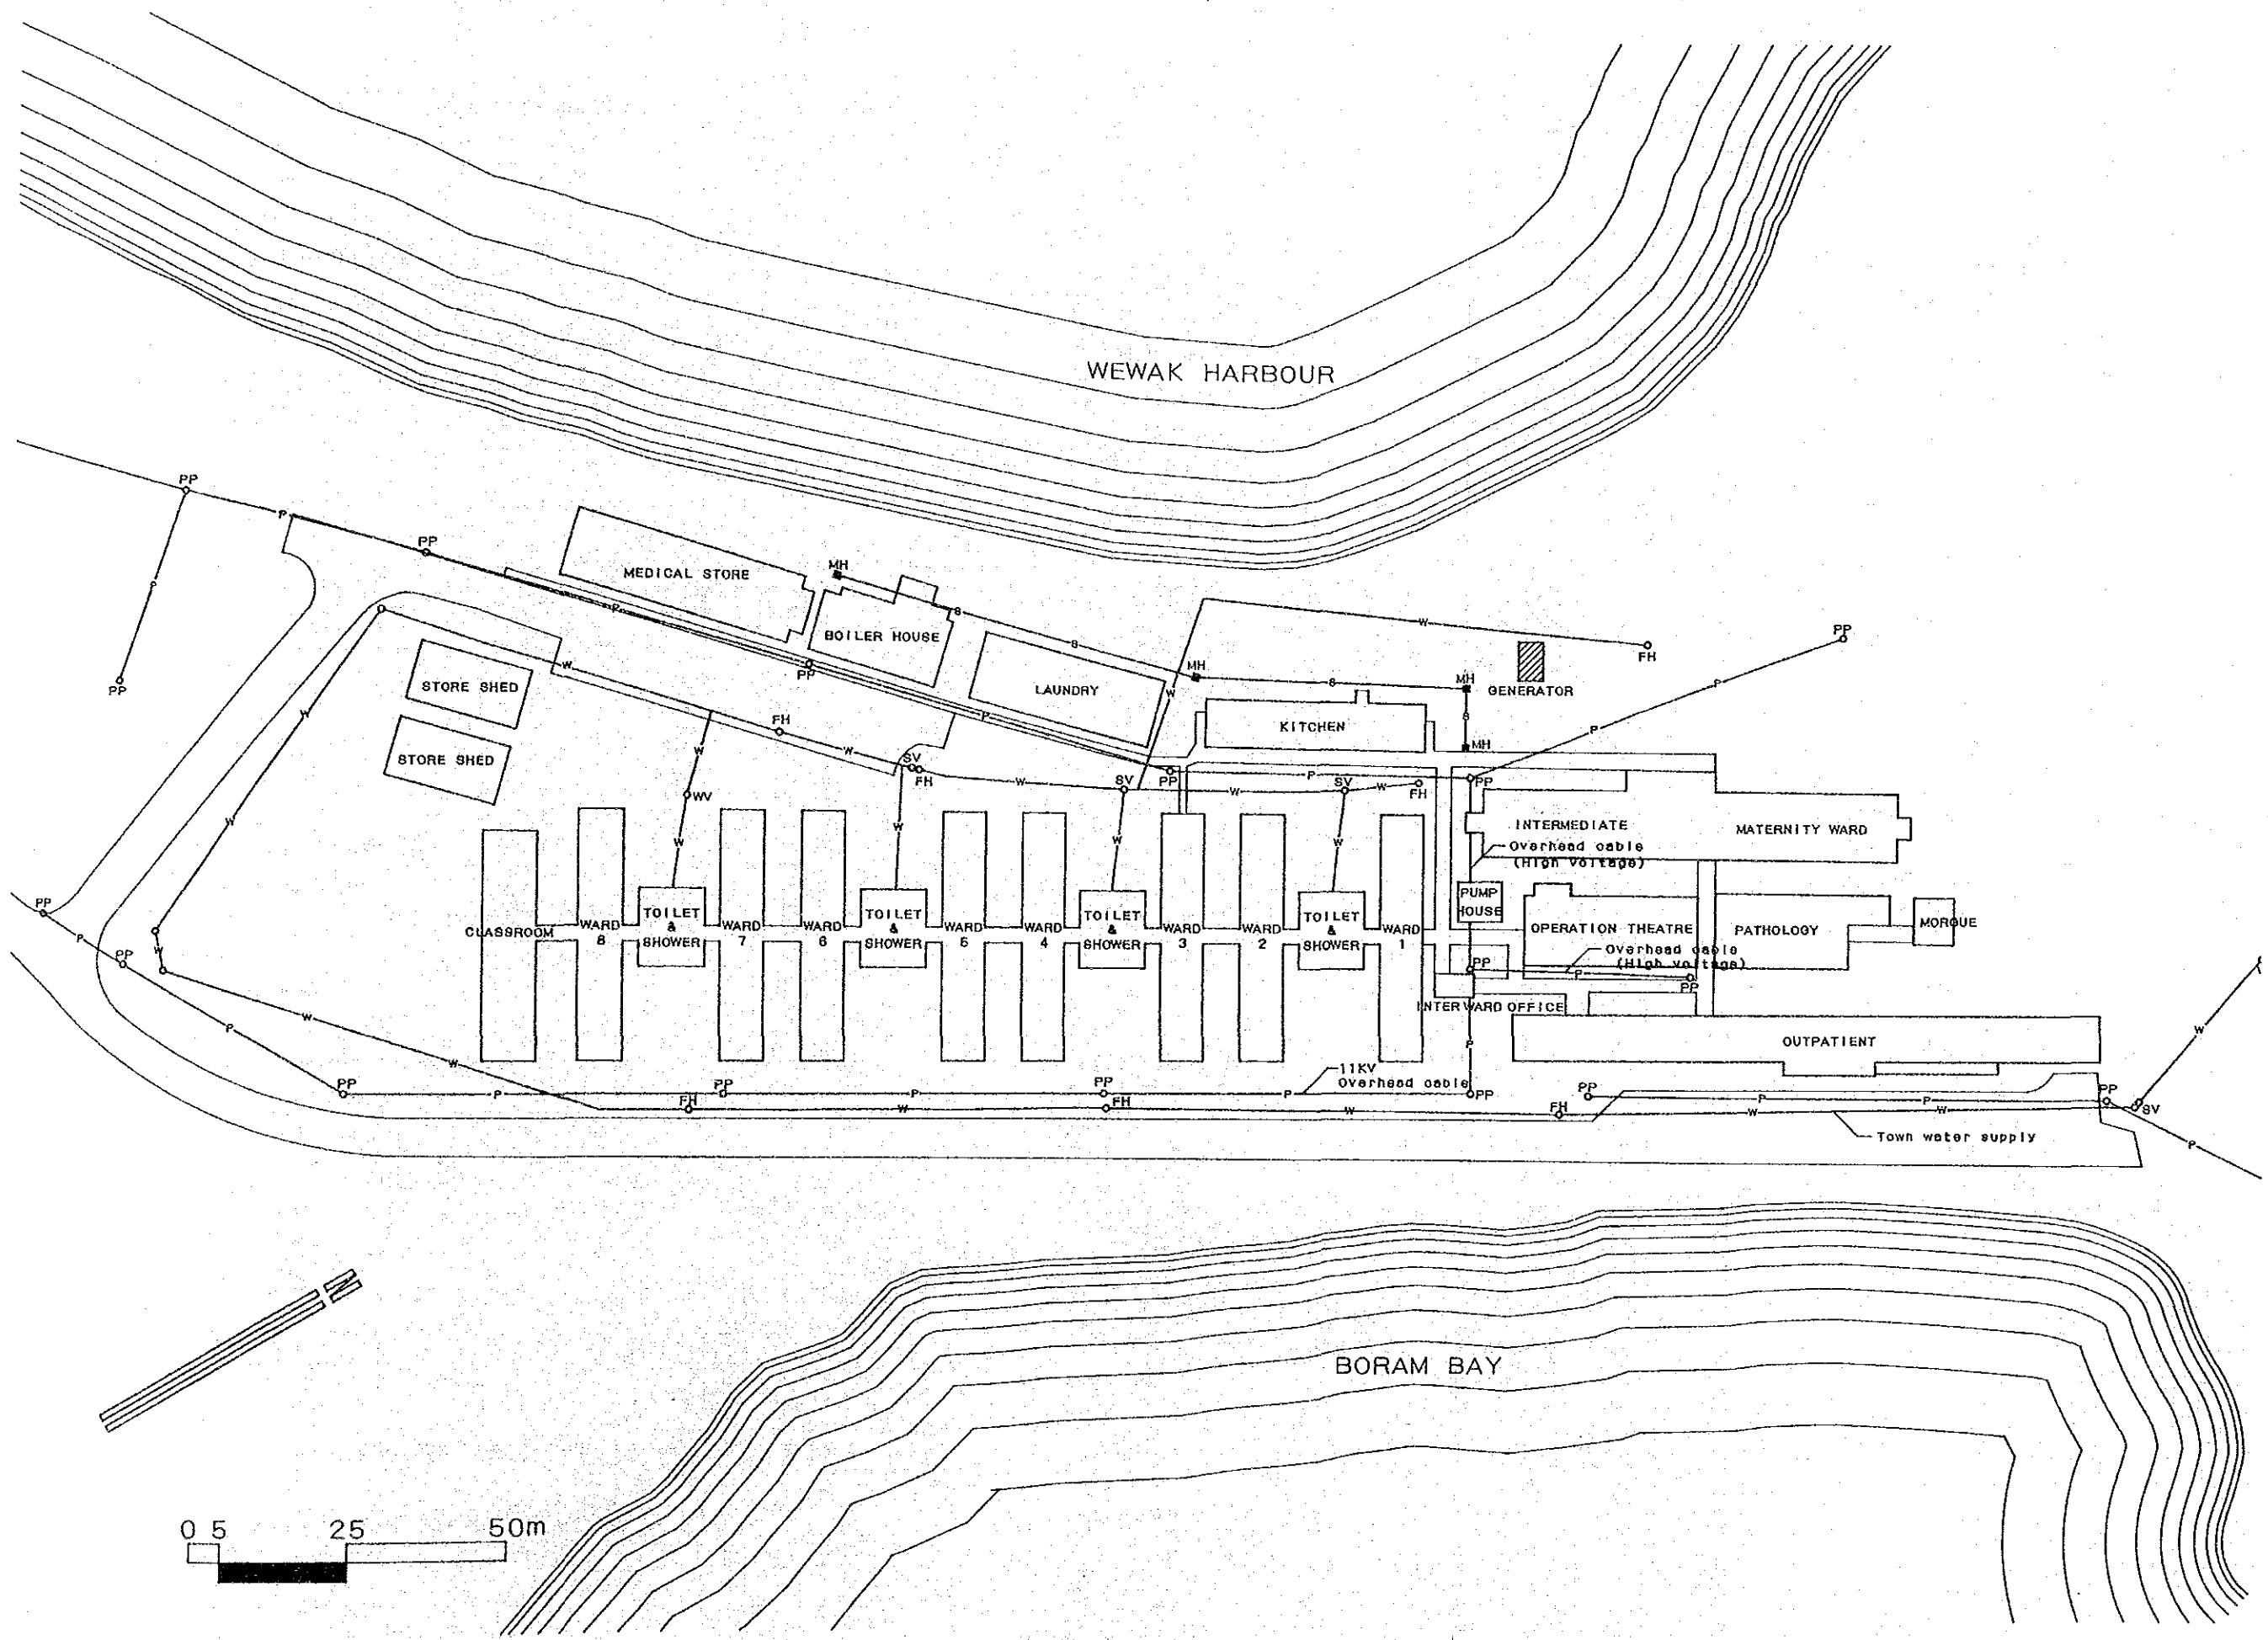 WEWAK HARBOUR
PP
P
PP
MEDICAL STORE
MH
P
P
BOILER HOUSE
S
S
W
PP
FH
PP
STORE SHED
W
PP
LAUNDRY
MH
W
S
MH
GENERATOR
P
W
FH
KITCHEN
S
P
P
STORE SHED
W
W
SV
FH
MH
PP
P
PP
W
SV
W
SV
W
FH
WV
W
W
W
W
W
INTERMEDIATE
MATERNITY WARD
Overhead cable
(High Voltage)
PUMP
HOUSE
PP
P
PP
CLASSROOM
WARD
8
TOILET
&
SHOWER
WARD
7
WARD
6
TOILET
&
SHOWER
WARD
5
WARD
4
TOILET
&
SHOWER
WARD
3
WARD
2
TOILET
&
SHOWER
WARD
1
OPERATION THEATRE
PATHOLOGY
MORGUE
W
Overhead cable
(High voltage)
PP
P
PP
INTER WARD OFFICE
OUTPATIENT
W
P
W
W
P
11KV
Overhead cable
PP
P
PP
P
PP
P
PP
PP
P
P
PP
FH
W
FH
W
FH
W
W
SV
Town water supply
P
BORAM BAY
0 5 25 50m